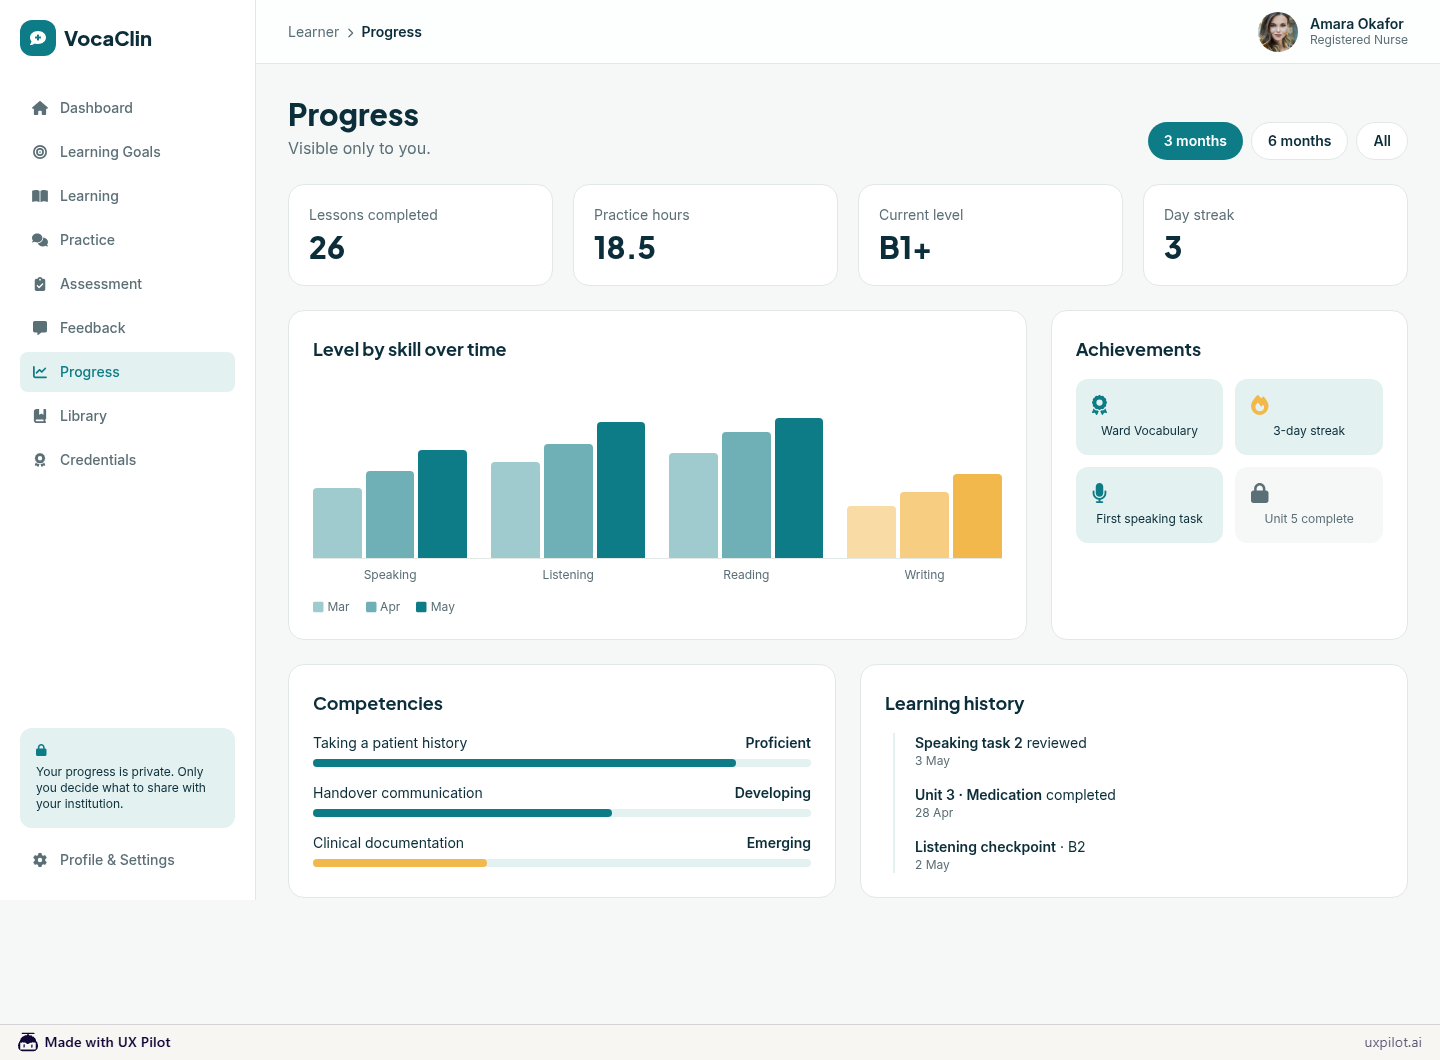 VocaClin
Dashboard
Learning Goals
Learning
Practice
Assessment
Feedback
Progress
Library
Credentials
Your progress is private. Only
you decide what to share with
your institution.
Profile & Settings
Learner > Progress
Amara Okafor
Registered Nurse
Progress
Visible only to you.
3 months
6 months
All
Lessons completed
26
Practice hours
18.5
Current level
B1+
Day streak
3
Level by skill over time
Speaking
Listening
Reading
Writing
Mar
Apr
May
Achievements
Ward Vocabulary
3-day streak
First speaking task
Unit 5 complete
Competencies
Taking a patient history
Proficient
Handover communication
Developing
Clinical documentation
Emerging
Learning history
Speaking task 2 reviewed
3 May
Unit 3 · Medication completed
28 Apr
Listening checkpoint · B2
2 May
Made with UX Pilot
uxpilot.ai